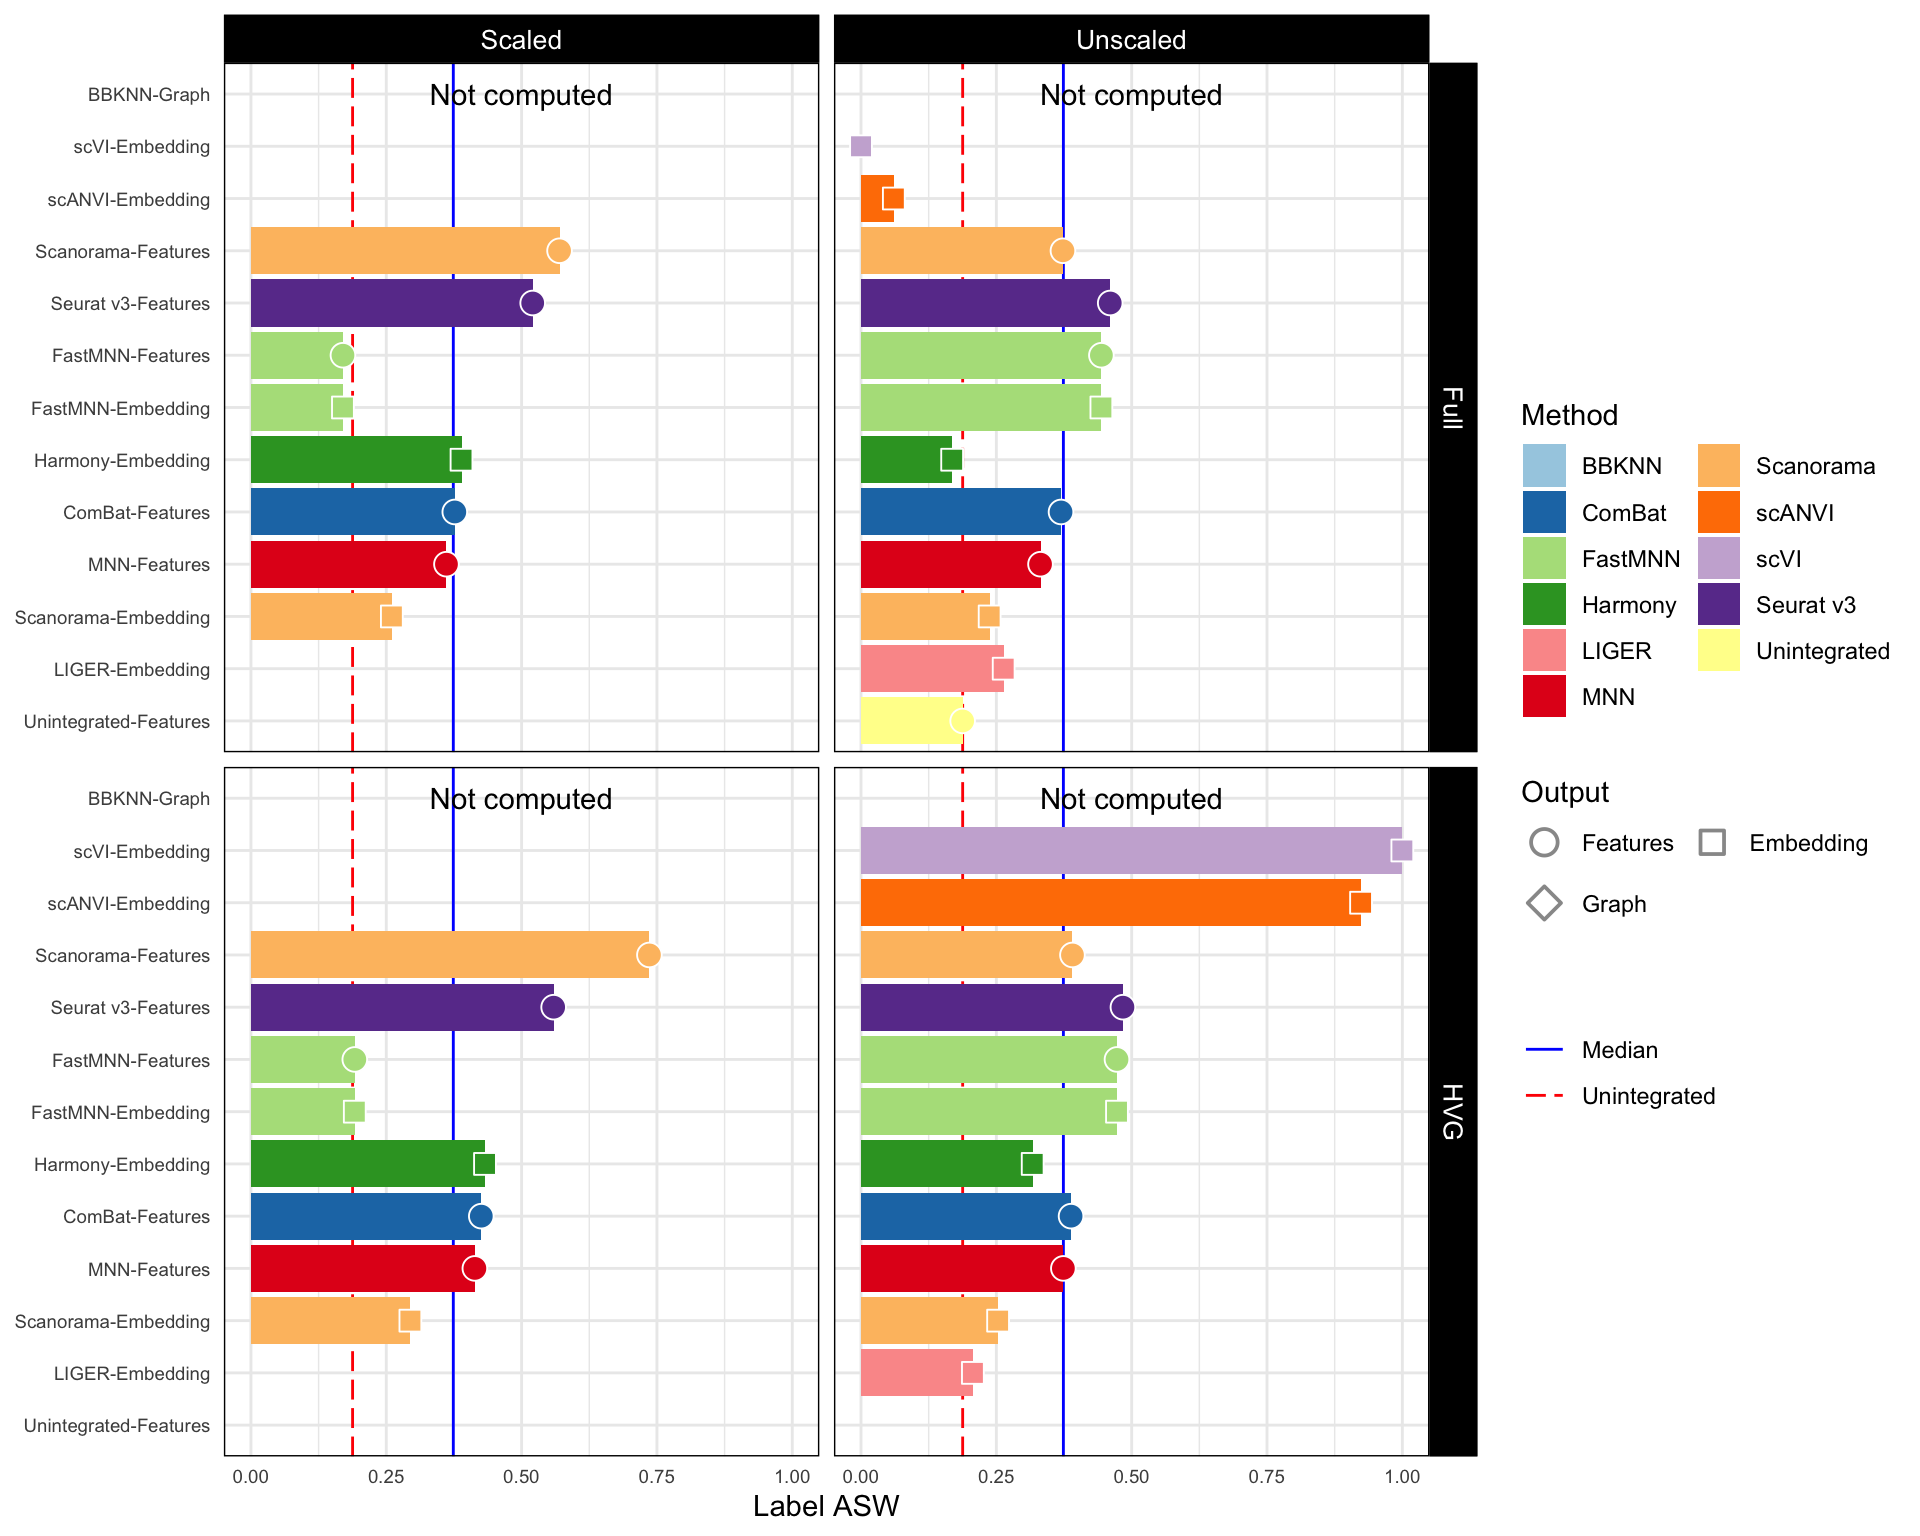 Scaled
Unscaled
BBKNN-Graph
scVI-Embedding
scANVI-Embedding
Scanorama-Features
Seurat v3-Features
FastMNN-Features
FastMNN-Embedding
Harmony-Embedding
ComBat-Features
MNN-Features
Scanorama-Embedding
LIGER-Embedding
Unintegrated-Features
Not computed
Not computed
Full
BBKNN-Graph
scVI-Embedding
scANVI-Embedding
Scanorama-Features
Seurat v3-Features
FastMNN-Features
FastMNN-Embedding
Harmony-Embedding
ComBat-Features
MNN-Features
Scanorama-Embedding
LIGER-Embedding
Unintegrated-Features
Not computed
Not computed
HVG
0.00 0.25 0.50 0.75 1.00
0.00 0.25 0.50 0.75 1.00
Label ASW
Method
BBKNN
ComBat
FastMNN
Harmony
LIGER
MNN
Scanorama
scANVI
scVI
Seurat v3
Unintegrated
Output
Features
Embedding
Graph
Median
Unintegrated